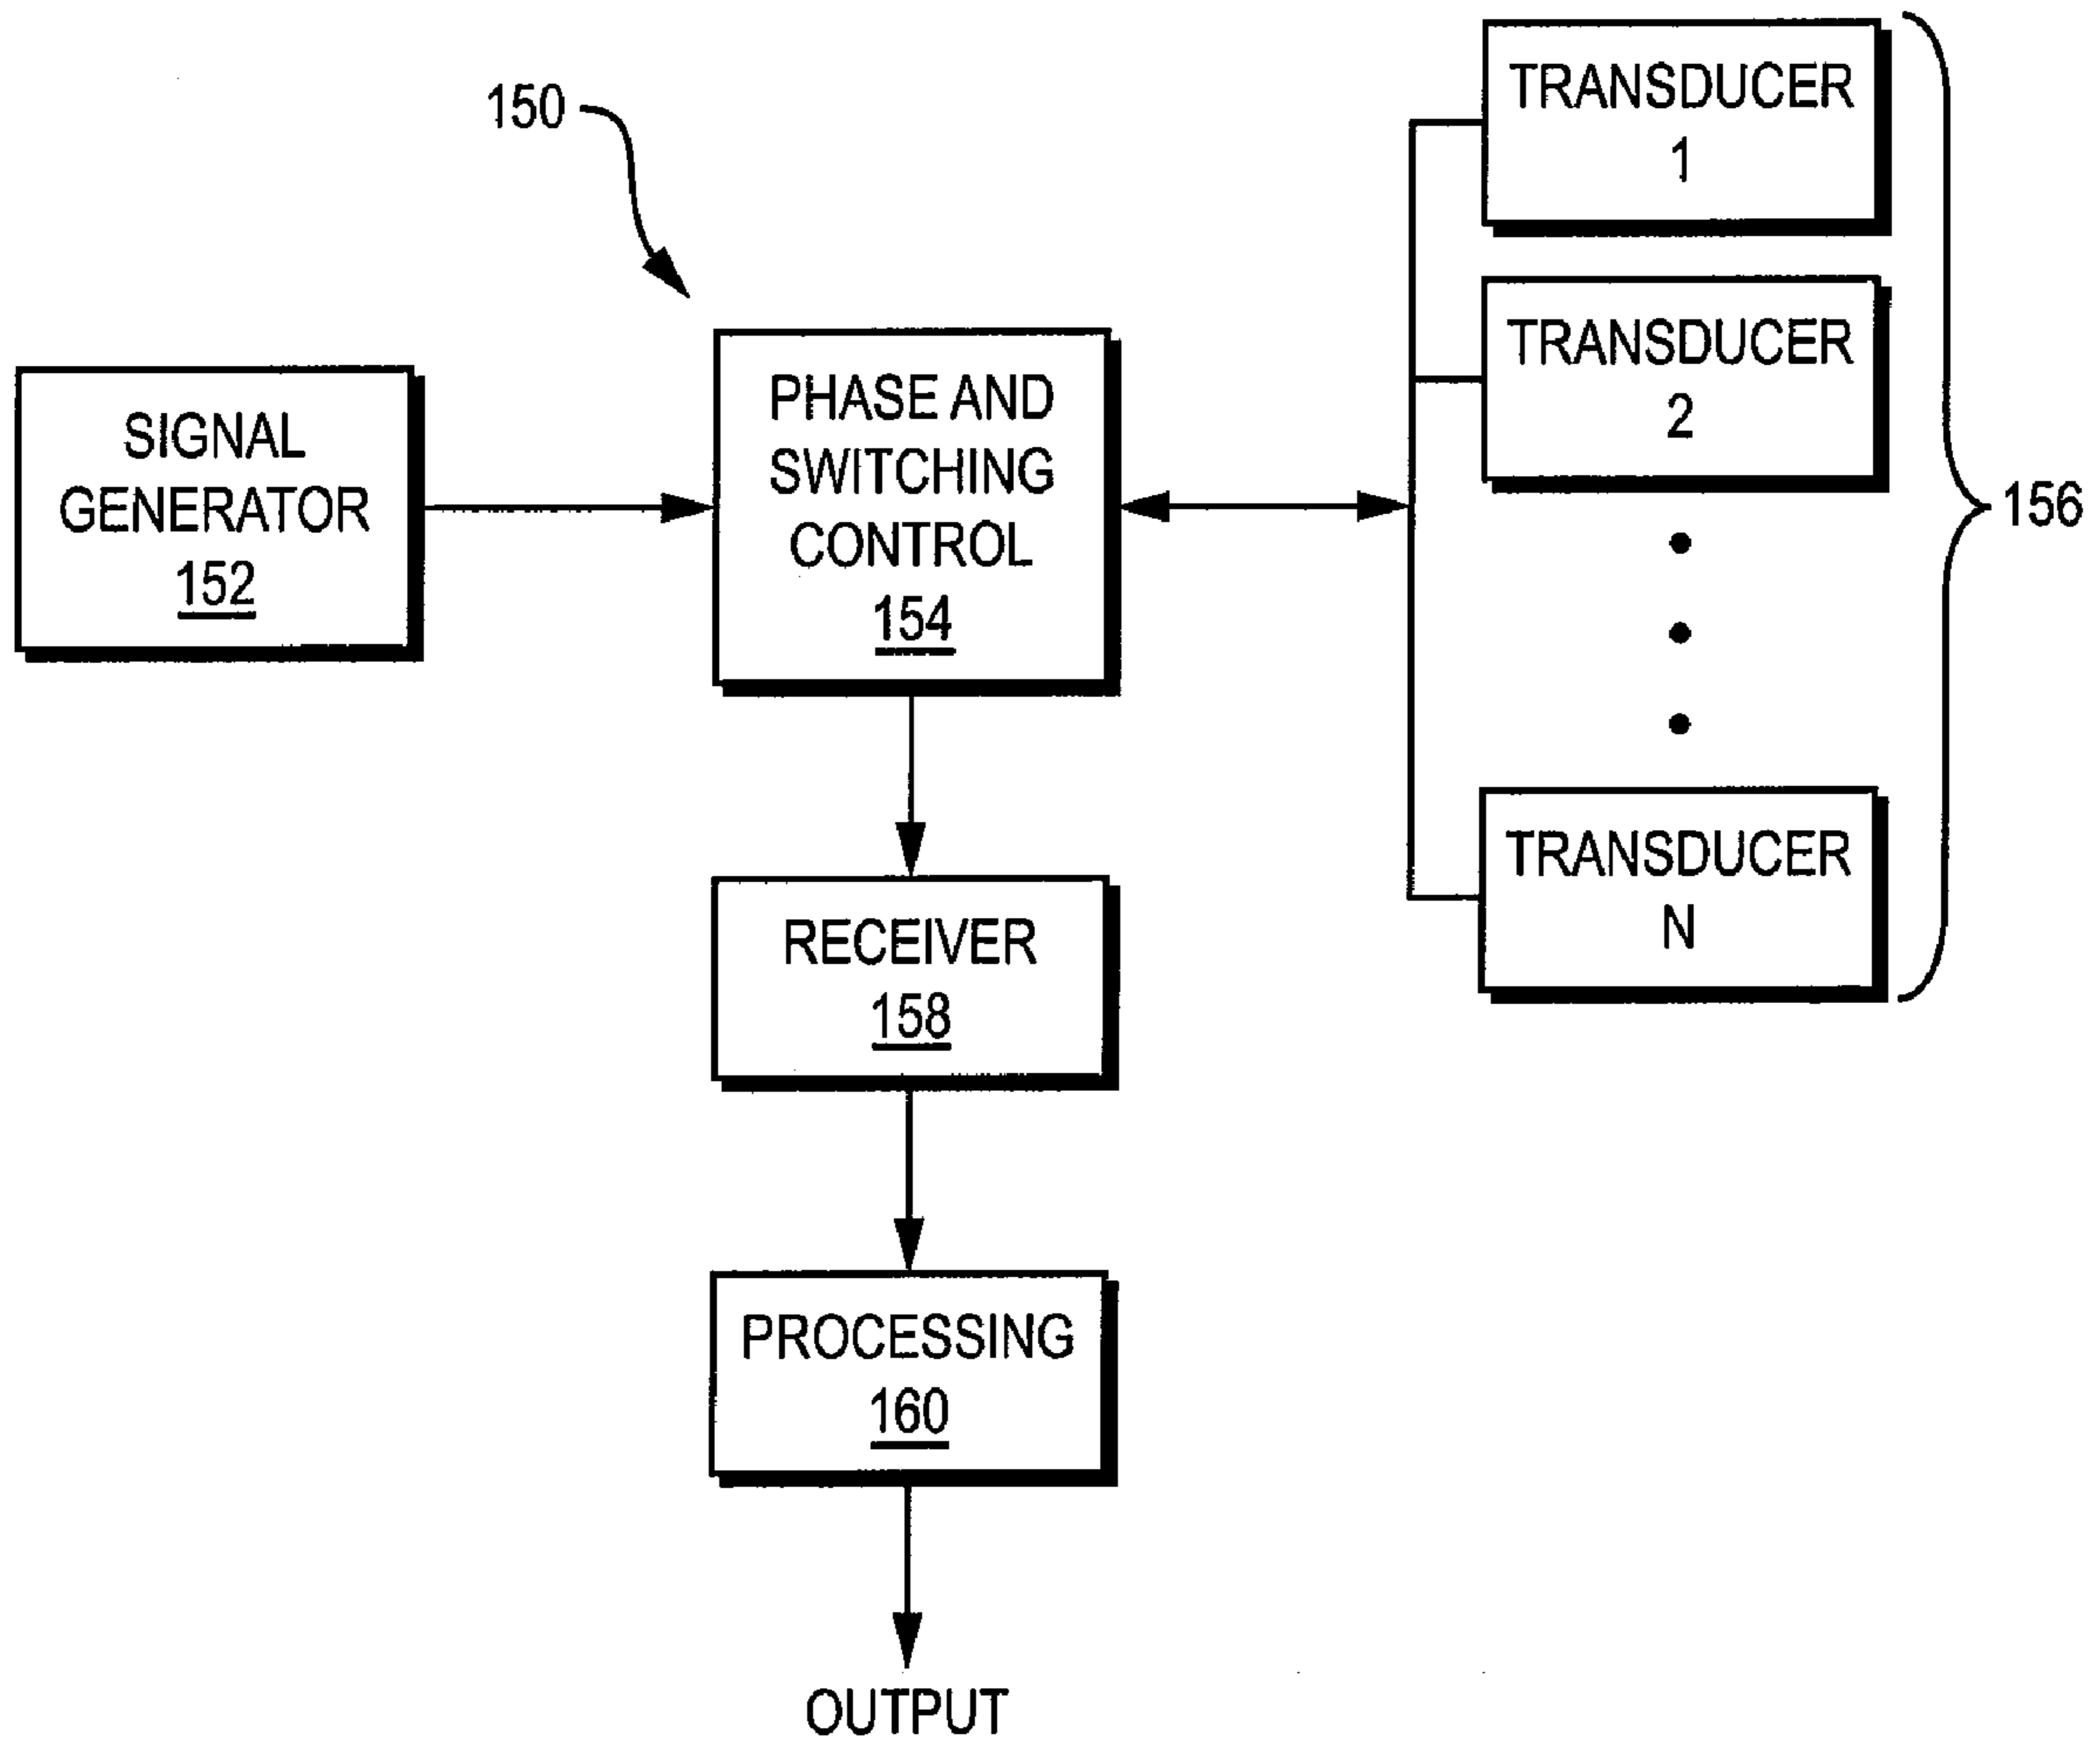 150
SIGNAL
GENERATOR
152
PHASE AND
SWITCHING
CONTROL
154
TRANSDUCER
1
TRANSDUCER
2
TRANSDUCER
N
156
RECEIVER
158
PROCESSING
160
OUTPUT